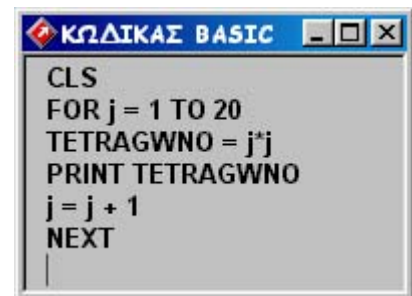 ΚΩΔΙΚΑΣ BASIC
CLS
FOR j = 1 TO 20
TETRAGWNO = j*j
PRINT TETRAGWNO
j = j + 1
NEXT